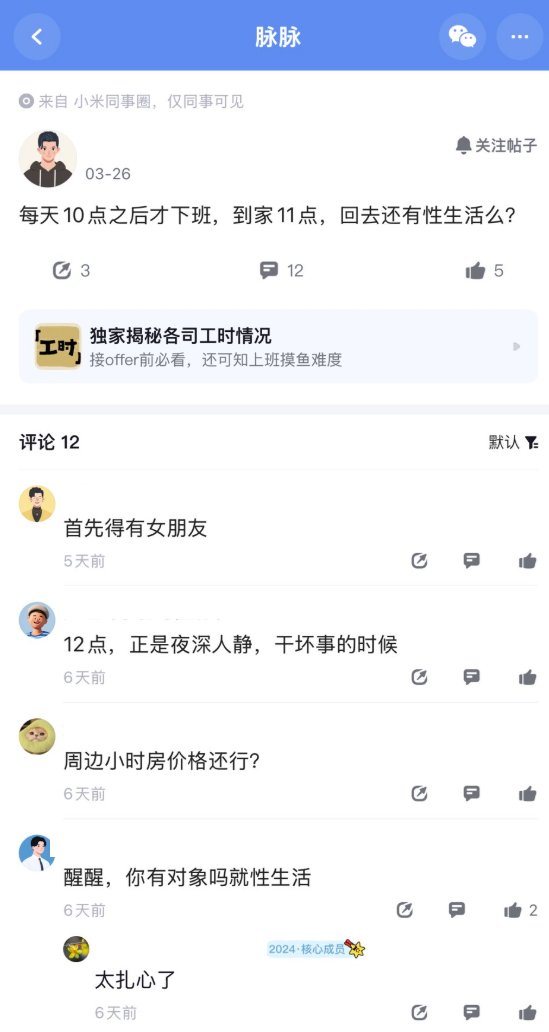 脉脉
来自 小米同事圈，仅同事可见
关注帖子
03-26
每天10点之后才下班，到家11点，回去还有性生活么?
3
12
5
「工时」
独家揭秘各司工时情况
接offer前必看，还可知上班摸鱼难度
评论 12
默认
首先得有女朋友
5天前
12点，正是夜深人静，干坏事的时候
6天前
周边小时房价格还行?
6天前
醒醒，你有对象吗就性生活
6天前
2
2024·核心成员
太扎心了
6天前